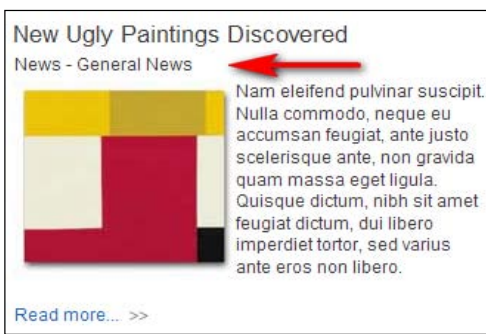 New Ugly Paintings Discovered
News - General News
Nam eleifend pulvinar suscipit.
Nulla commodo, neque eu
accumsan feugiat, ante justo
scelerisque ante, non gravida
quam massa eget ligula.
Quisque dictum, nibh sit amet
feugiat dictum, dui libero
imperdiet tortor, sed varius
ante eros non libero.
Read more... >>